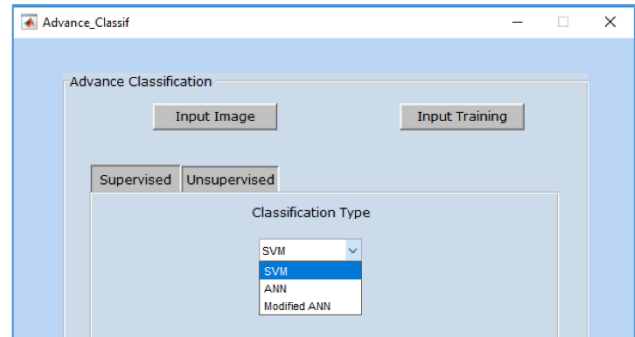 Advance_Classif
Advance Classification
Input Image Input Training
Supervised Unsupervised
Classification Type
SVM
SVM
ANN
Modified ANN